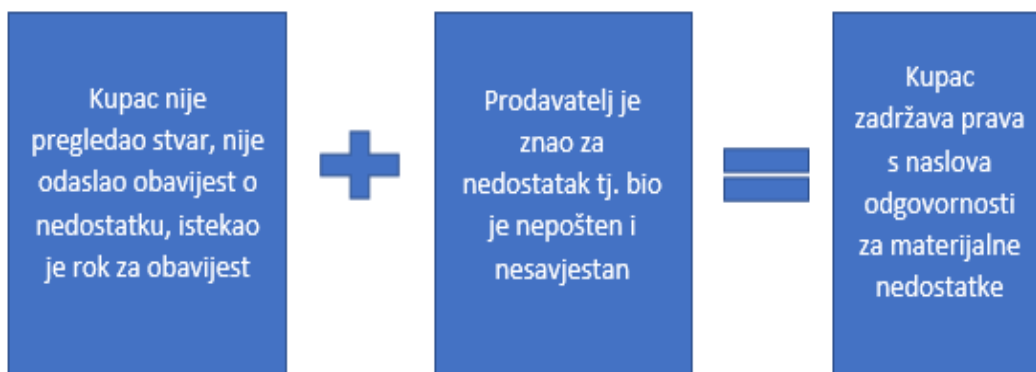 Kupac nije
pregledao stvar, nije
odaslao obavijest o
nedostatku, istekao
je rok za obavijest
Prodavatelj je
znao za
nedostatak tj. bio
je nepošten i
nesavjestan
Kupac
zadržava prava
s naslova
odgovornosti
za materijalne
nedostatke